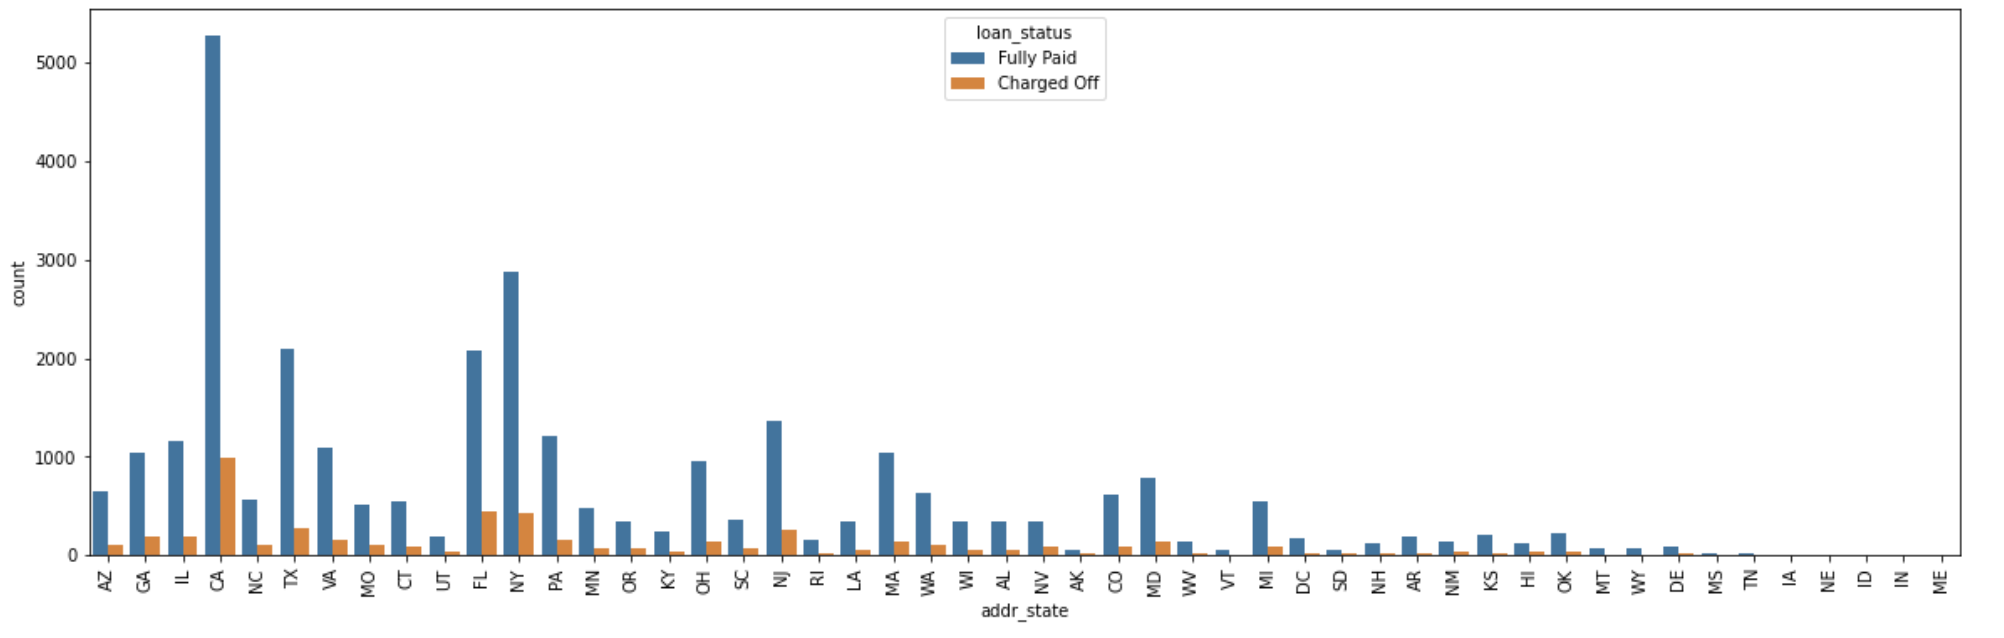 loan_status
Fully Paid
Charged Off
5000
4000
3000
2000
1000
0
count
AZ GA IL CA NC TX VA MO CT UT FL NY PA MN OR KY OH SC NJ RI LA MA WA WI AL NV AK CO MD WV VT MI DC SD NH AR NM KS HI OK MT WY DE MS TN IA NE ID IN ME
addr_state